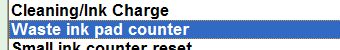 Cleaning/Ink Charge
Waste ink pad counter
Small ink counter reset